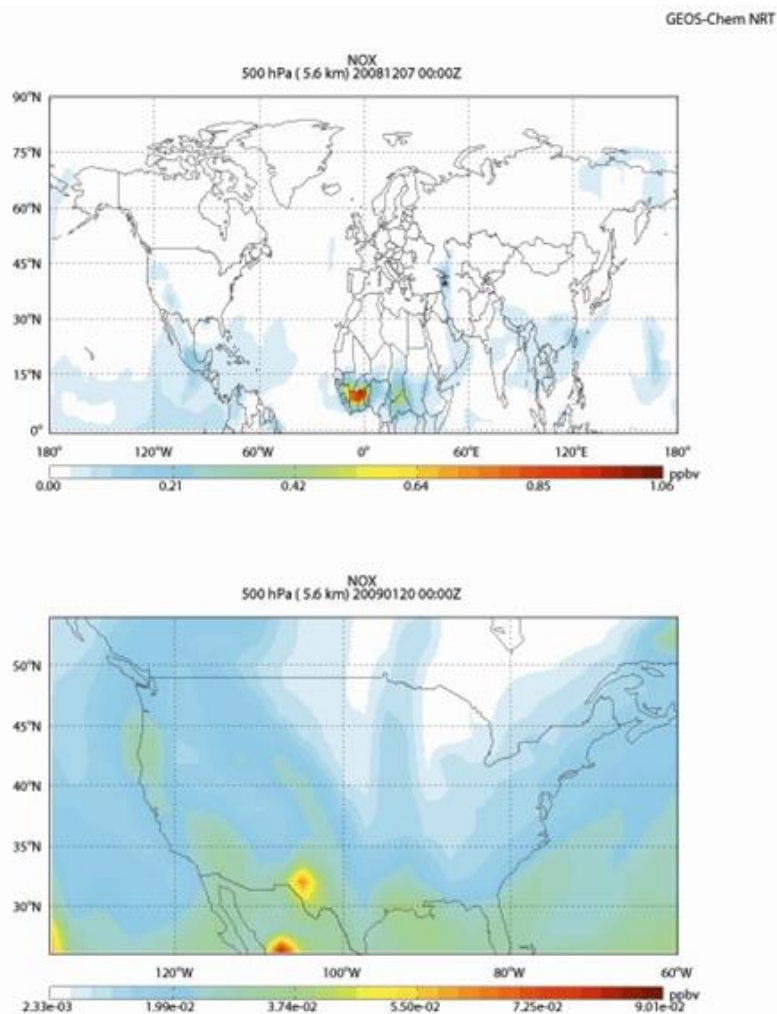 GEOS-Chem NRT
NOX
500 hPa ( 5.6 km) 20081207 00:00Z
90°N
75°N
60°N
45°N
30°N
15°N
0°
180° 120°W 60°W 0° 60°E 120°E 180°
0.00 0.21 0.42 0.64 0.85 1.06 ppbv
NOX
500 hPa ( 5.6 km) 20090120 00:00Z
50°N
45°N
40°N
35°N
30°N
120°W 100°W 80°W 60°W
2.33e-03 1.99e-02 3.74e-02 5.50e-02 7.25e-02 9.01e-02 ppbv